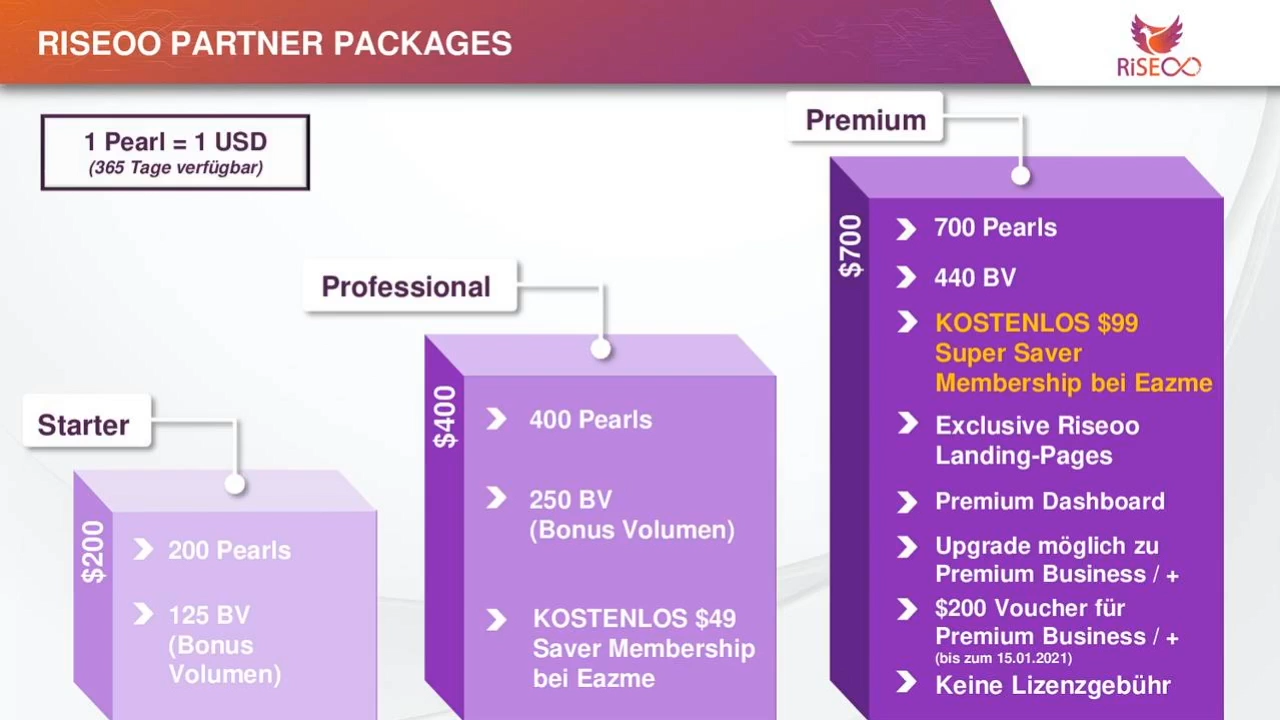 RISEOO PARTNER PACKAGES
RiSEOO
1 Pearl = 1 USD
(365 Tage verfügbar)
Starter
$200
200 Pearls
125 BV
(Bonus
Volumen)
Professional
$400
400 Pearls
250 BV
(Bonus Volumen)
KOSTENLOS $49
Saver Membership
bei Eazme
Premium
$700
700 Pearls
440 BV
KOSTENLOS $99
Super Saver
Membership bei Eazme
Exclusive Riseoo
Landing-Pages
Premium Dashboard
Upgrade möglich zu
Premium Business / +
$200 Voucher für
Premium Business / +
(bis zum 15.01.2021)
Keine Lizenzgebühr